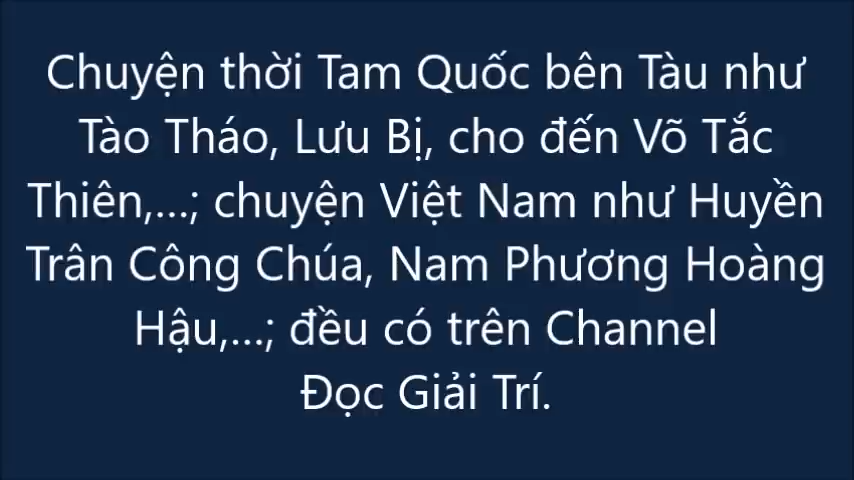 Chuyện thời Tam Quốc bên Tàu như
Tào Tháo, Lưu Bị, cho đến Võ Tắc
Thiên,...; chuyện Việt Nam như Huyền
Trân Công Chúa, Nam Phương Hoàng
Hậu,...; đều có trên Channel
Đọc Giải Trí.